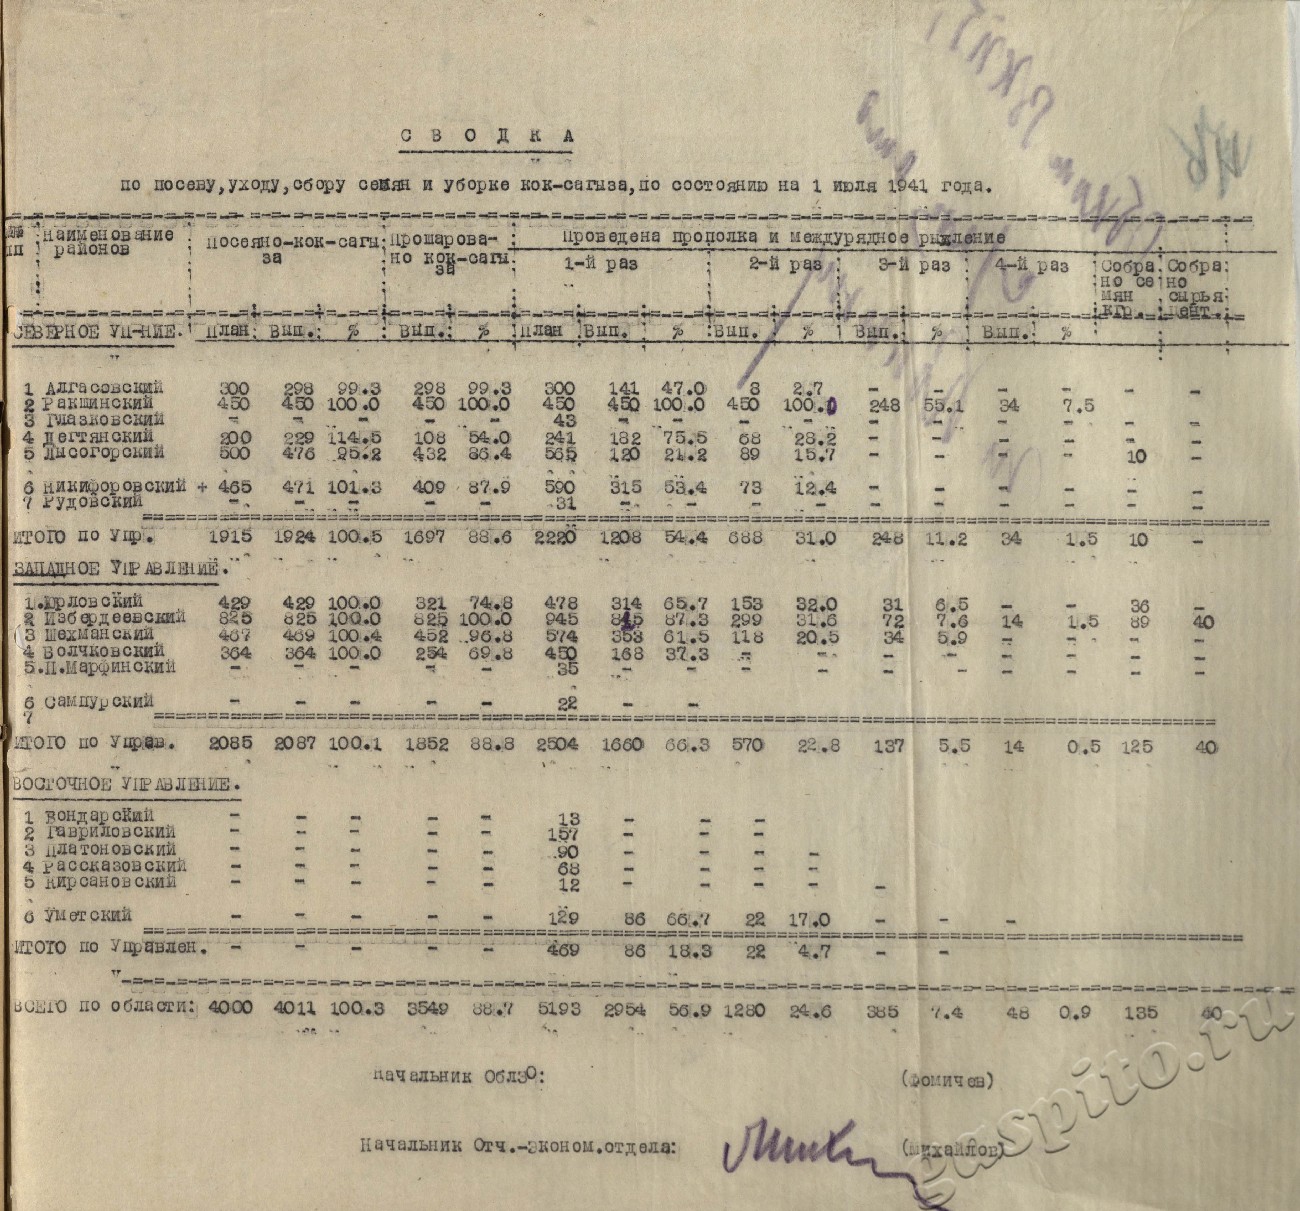 С В О Д К А
по посеву,уходу,сбору семян и уборке кок-сагыза,по состоянию на 1 июля 1941 года.
№№ Наименование Посеяно-кок-сагы- Прошарова- Проведена прополка и междурядное рыхление
пп районов за но кок-сагы за 1-й раз 2-й раз 3-й раз 4-й раз Собрано семян кгр. Собрано сырья цент.
СЕВЕРНОЕ УП-НИЕ. План Вып. % Вып. % План Вып. % Вып. % Вып. % Вып. %
1 Алгасовский 300 298 99.3 298 99.3 300 141 47.0 8 2.7 - - - - - -
2 Ракшинский 450 450 100.0 450 100.0 450 450 100.0 450 100.0 248 55.1 34 7.5
3 Глазковский - - - - - 43 - - - - - - - - - -
4 Дегтянский 200 229 114.5 108 54.0 241 182 75.5 68 28.2 - - - - - -
5 Лысогорский 500 476 95.2 432 86.4 565 120 21.2 89 15.7 - - - - 10 -
6 Никифоровский + 465 471 101.3 409 87.9 590 315 53.4 73 12.4 - - - - - -
7 Рудовский - - - - - 31 - - - - - - - - - -
ИТОГО по Упр. 1915 1924 100.5 1697 88.6 2220 1208 54.4 688 31.0 248 11.2 34 1.5 10 -
ЗАПАДНОЕ УПРАВЛЕНИЕ.
1.Юрловский 429 429 100.0 321 74.8 478 314 65.7 153 32.0 31 6.5 - - 36 -
2 Избердеевский 825 825 100.0 825 100.0 945 825 87.3 299 31.6 72 7.6 14 1.5 89 40
3 Шехманский 467 469 100.4 452 96.8 574 353 61.5 118 20.5 34 5.9 - - - -
4 Волчковский 364 364 100.0 254 69.8 450 168 37.3 - - - - - - - -
5.П.Марфинский - - - - - 35 - - - - - - - - - -
6 Сампурский - - - - - 22 - -
7
ИТОГО по Управ. 2085 2087 100.1 1852 88.8 2504 1660 66.3 570 22.8 137 5.5 14 0.5 125 40
ВОСТОЧНОЕ УПРАВЛЕНИЕ.
1 Бондарский - - - - - 13 - - -
2 Гавриловский - - - - - 157 - - -
3 Платоновский - - - - - 90 - - - -
4 Рассказовский - - - - - 68 - - - -
5 Кирсановский - - - - - 12 - - - - -
6 Уметский - - - - - 129 86 66.7 22 17.0 - - -
ИТОГО по Управлен. - - - - - 469 86 18.3 22 4.7 - -
ВСЕГО по области: 4000 4011 100.3 3549 88.7 5193 2954 56.9 1280 24.6 385 7.4 48 0.9 135 40
Начальник ОблЗО: (Фомичев)
Начальник Отч.-эконом.отдела: (Михайлов)
gaspito.ru